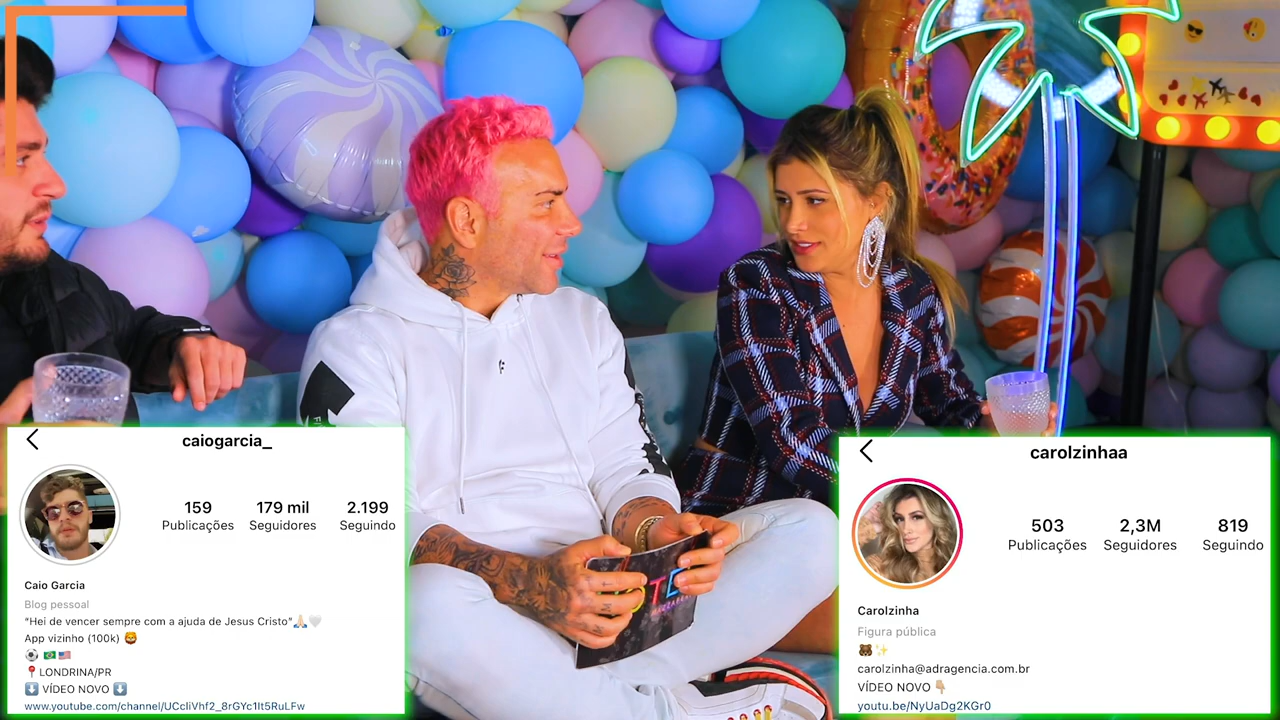 caiogarcia_
159 179 mil 2.199
Publicações Seguidores Seguindo
Caio Garcia
Blog pessoal
"Hei de vencer sempre com a ajuda de Jesus Cristo"🙏🏻🤍
App vizinho (100k) 🦁
⚽ 🇧🇷🇺🇸
📍LONDRINA/PR
⬇️ VÍDEO NOVO ⬇️
www.youtube.com/channel/UCcIiVhf2_8rGYc1It5RuLFw
carolzinhaa
503 2,3M 819
Publicações Seguidores Seguindo
Carolzinha
Figura pública
🐻✨
carolzinha@adragencia.com.br
VÍDEO NOVO 👇🏼
youtu.be/NyUaDg2KGr0